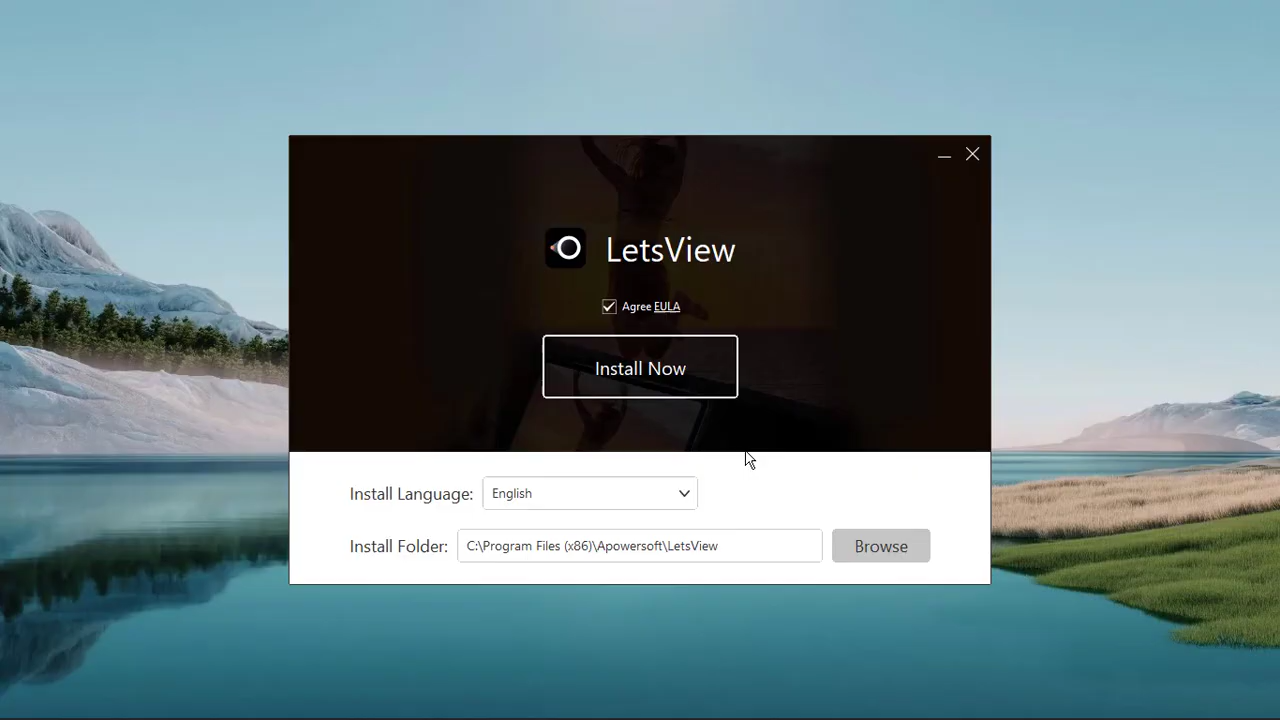 LetsView
Agree EULA
Install Now
Install Language: English
Install Folder: C:\Program Files (x86)\Apowersoft\LetsView Browse